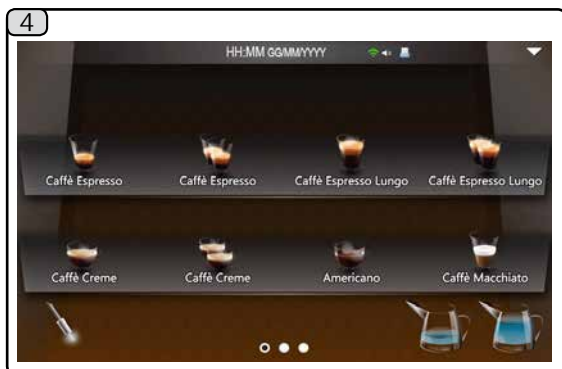 4
HH:MM GG/MM/YYYY
Caffè Espresso Caffè Espresso Caffè Espresso Lungo Caffè Espresso Lungo
Caffè Creme Caffè Creme Americano Caffè Macchiato